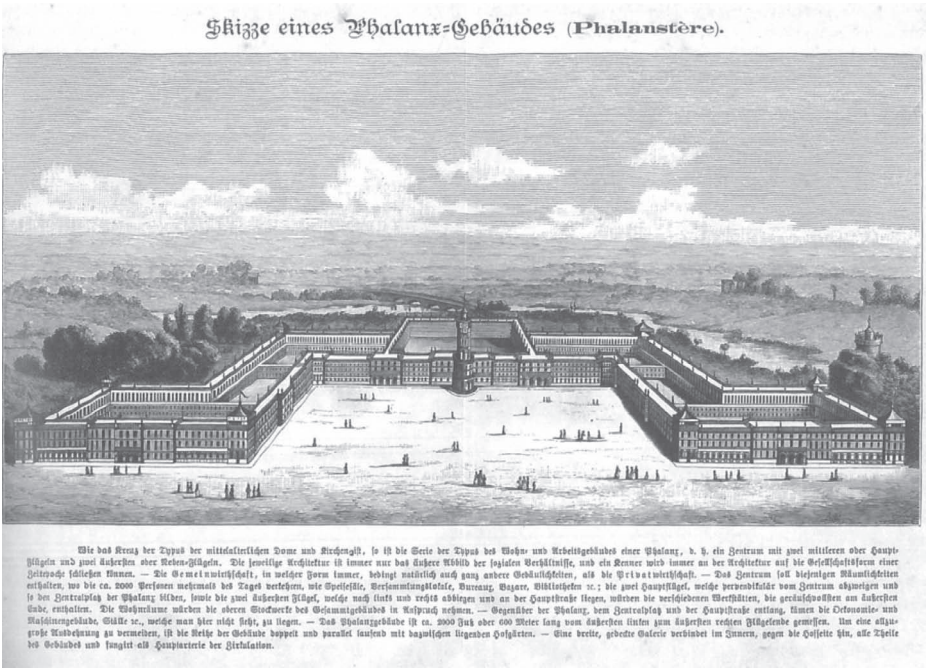 Skizze eines Phalanx-Gebäudes (Phalanstère).
Wie das Kreuz der Typus der mittelalterlichen Dome und Kirchen ist, so ist die Serie der Typus des Wohn- und Arbeitsgebäudes einer Phalanx, d. h. ein Zentrum mit zwei mittleren oder Haupt-
Flügeln und zwei äußersten oder Neben-Flügeln. Die jeweilige Architektur ist immer nur das äußere Abbild der sozialen Verhältnisse, und ein Kenner wird immer an der Architektur auf die Gesellschaftsform einer
Zeitepoche schließen können. — Die Gemeinwirthschaft, in welcher Form immer, bedingt natürlich auch ganz andere Gebäulichkeiten, als die Privatwirthschaft. — Das Zentrum soll diejenigen Räumlichkeiten
enthalten, wo die ca. 2000 Personen mehrmals des Tages verkehren, wie Speisesäle, Versammlungslokale, Bureaux, Bazare, Bibliotheken ꝛc.; die zwei Hauptflügel, welche perpendikulär vom Zentrum abzweigen und
so den Zentralplatz der Phalanx bilden, sowie die zwei äußersten Flügel, welche nach links und rechts abbiegen und an der Hauptstraße liegen, würden die verschiedenen Werkstätten, die geräuschvollsten am äußersten
Ende, enthalten. Die Wohnräume würden die oberen Stockwerke des Gesammtgebäudes in Anspruch nehmen. — Gegenüber der Phalanx, dem Zentralplatz und der Hauptstraße entlang, kämen die Oekonomie- und
Maschinengebäude, Ställe ꝛc., welche man hier nicht sieht, zu liegen. — Das Phalanxgebäude ist ca. 2000 Fuß oder 600 Meter lang vom äußersten linken zum äußersten rechten Flügelende gemessen. Um eine allzu-
große Ausdehnung zu vermeiden, ist die Reihe der Gebäude doppelt und parallel laufend mit dazwischen liegenden Hofgärten. — Eine breite, gedeckte Galerie verbindet im Innern, gegen die Hofseite hin, alle Theile
des Gebäudes und fungirt als Hauptarterie der Zirkulation.